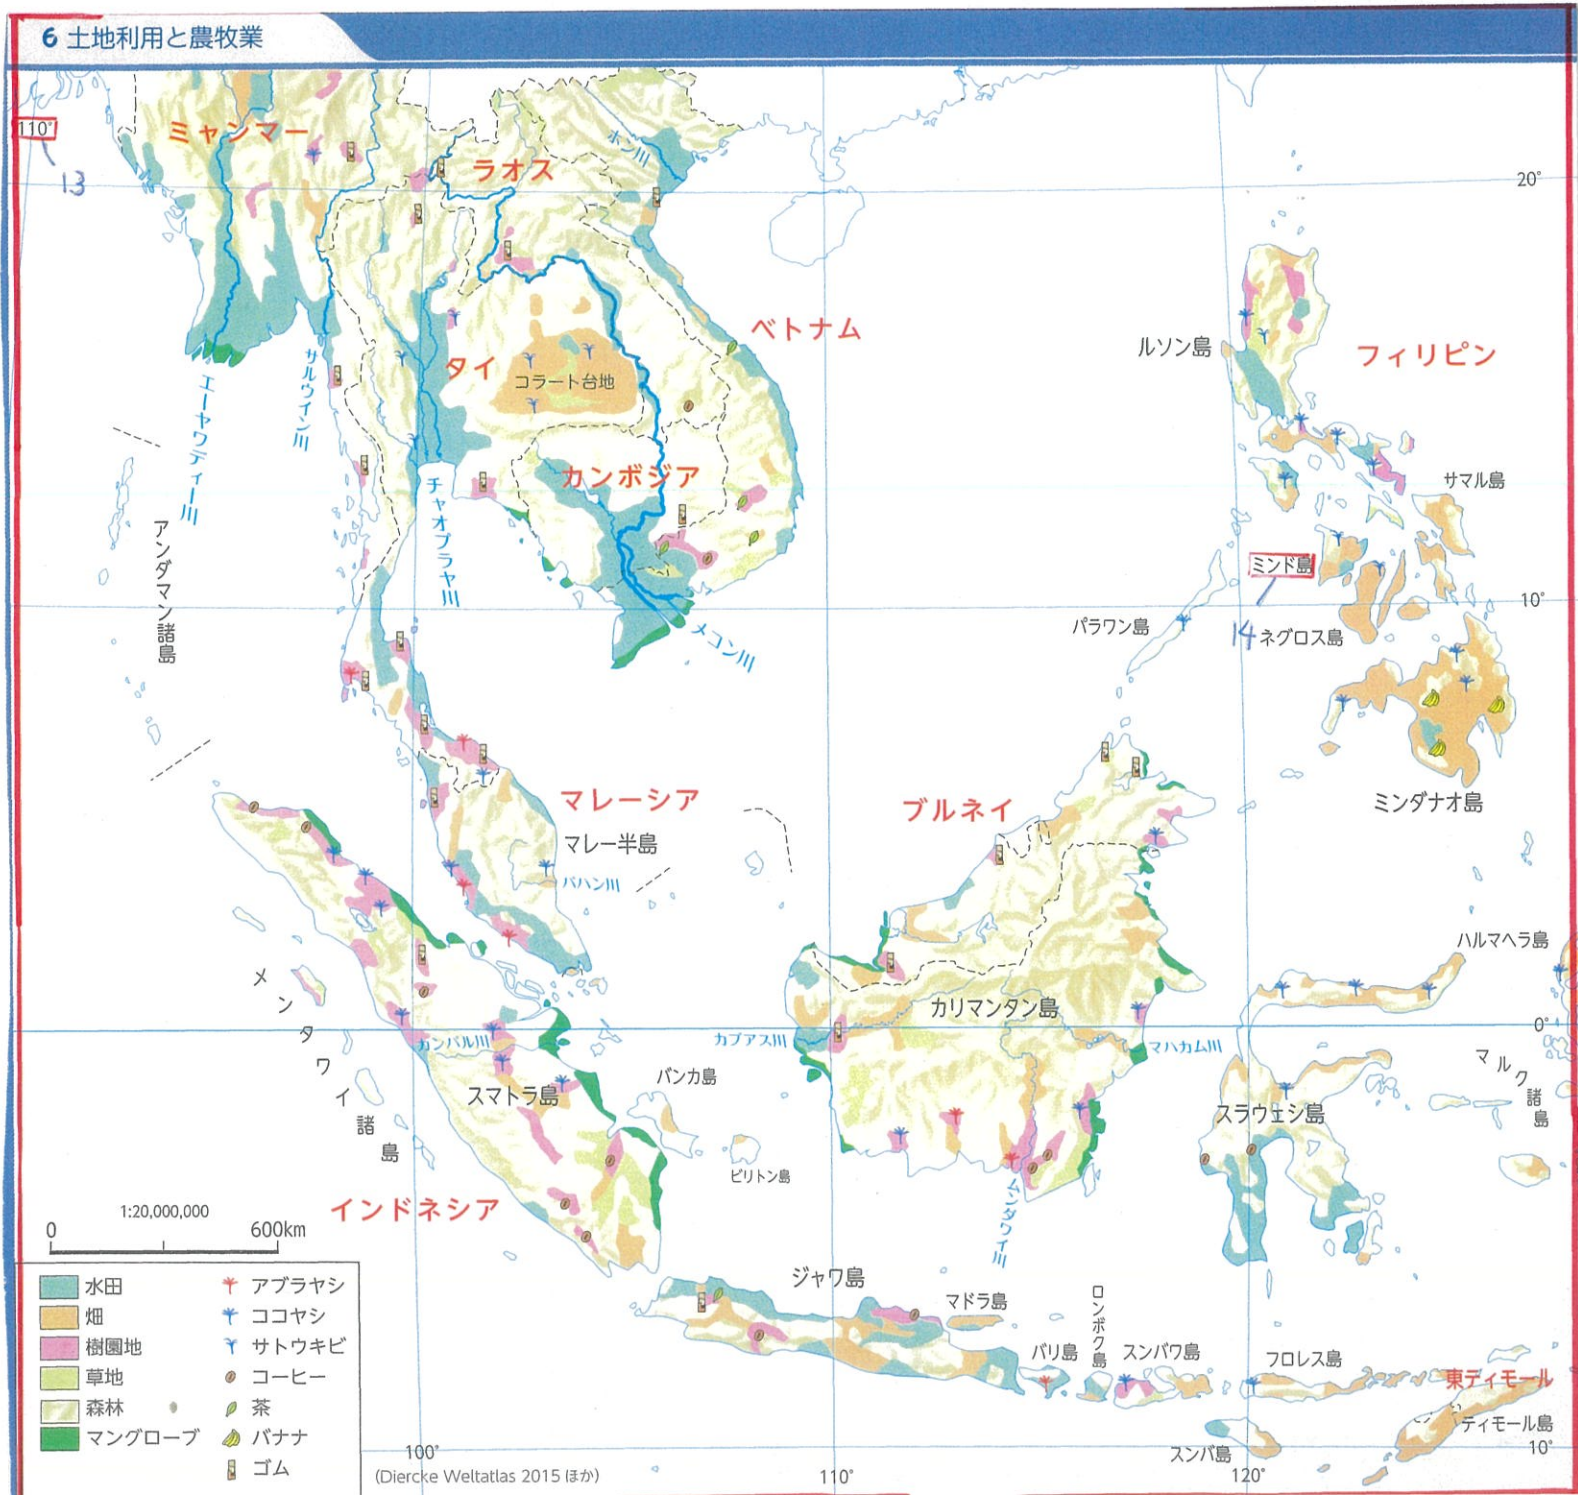 6 土地利用と農牧業
110°
13
ミャンマー
ラオス
ホン川
20°
ベトナム
ルソン島
フィリピン
タイ
コラート台地
サルウイン川
エーヤワディー川
カンボジア
チャオプラヤ川
サマル島
アンダマン諸島
ミンド島
14
10°
パラワン島
ネグロス島
メコン川
マレーシア
ブルネイ
ミンダナオ島
マレー半島
パハン川
ハルマヘラ島
メンタワイ諸島
カリマンタン島
カンパル川
カプアス川
マハカム川
0°
マルク諸島
スマトラ島
バンカ島
スラウェシ島
ビリトン島
ムンダワイ川
インドネシア
1:20,000,000
0 600km
ジャワ島
マドラ島
ロンボク島
バリ島
スンバワ島
フロレス島
東ティモール
ティモール島
スンバ島
10°
水田
畑
樹園地
草地
森林
マングローブ
アブラヤシ
ココヤシ
サトウキビ
コーヒー
茶
バナナ
ゴム
100°
(Diercke Weltatlas 2015 ほか)
110°
120°